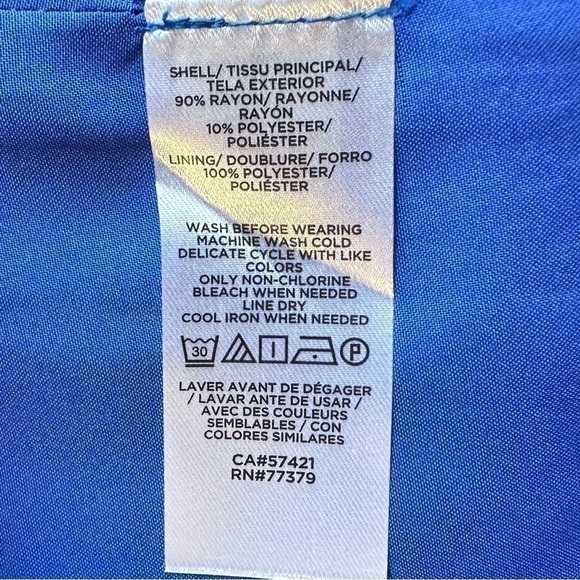 SHELL/ TISSU PRINCIPAL/
TELA EXTERIOR
90% RAYON/ RAYONNE/
RAYÓN
10% POLYESTER/
POLIÉSTER
LINING/ DOUBLURE/ FORRO
100% POLYESTER/
POLIÉSTER
WASH BEFORE WEARING
MACHINE WASH COLD
DELICATE CYCLE WITH LIKE
COLORS
ONLY NON-CHLORINE
BLEACH WHEN NEEDED
LINE DRY
COOL IRON WHEN NEEDED
30 P
LAVER AVANT DE DÉGAGER
/ LAVAR ANTE DE USAR /
AVEC DES COULEURS
SEMBLABLES / CON
COLORES SIMILARES
CA#57421
RN#77379